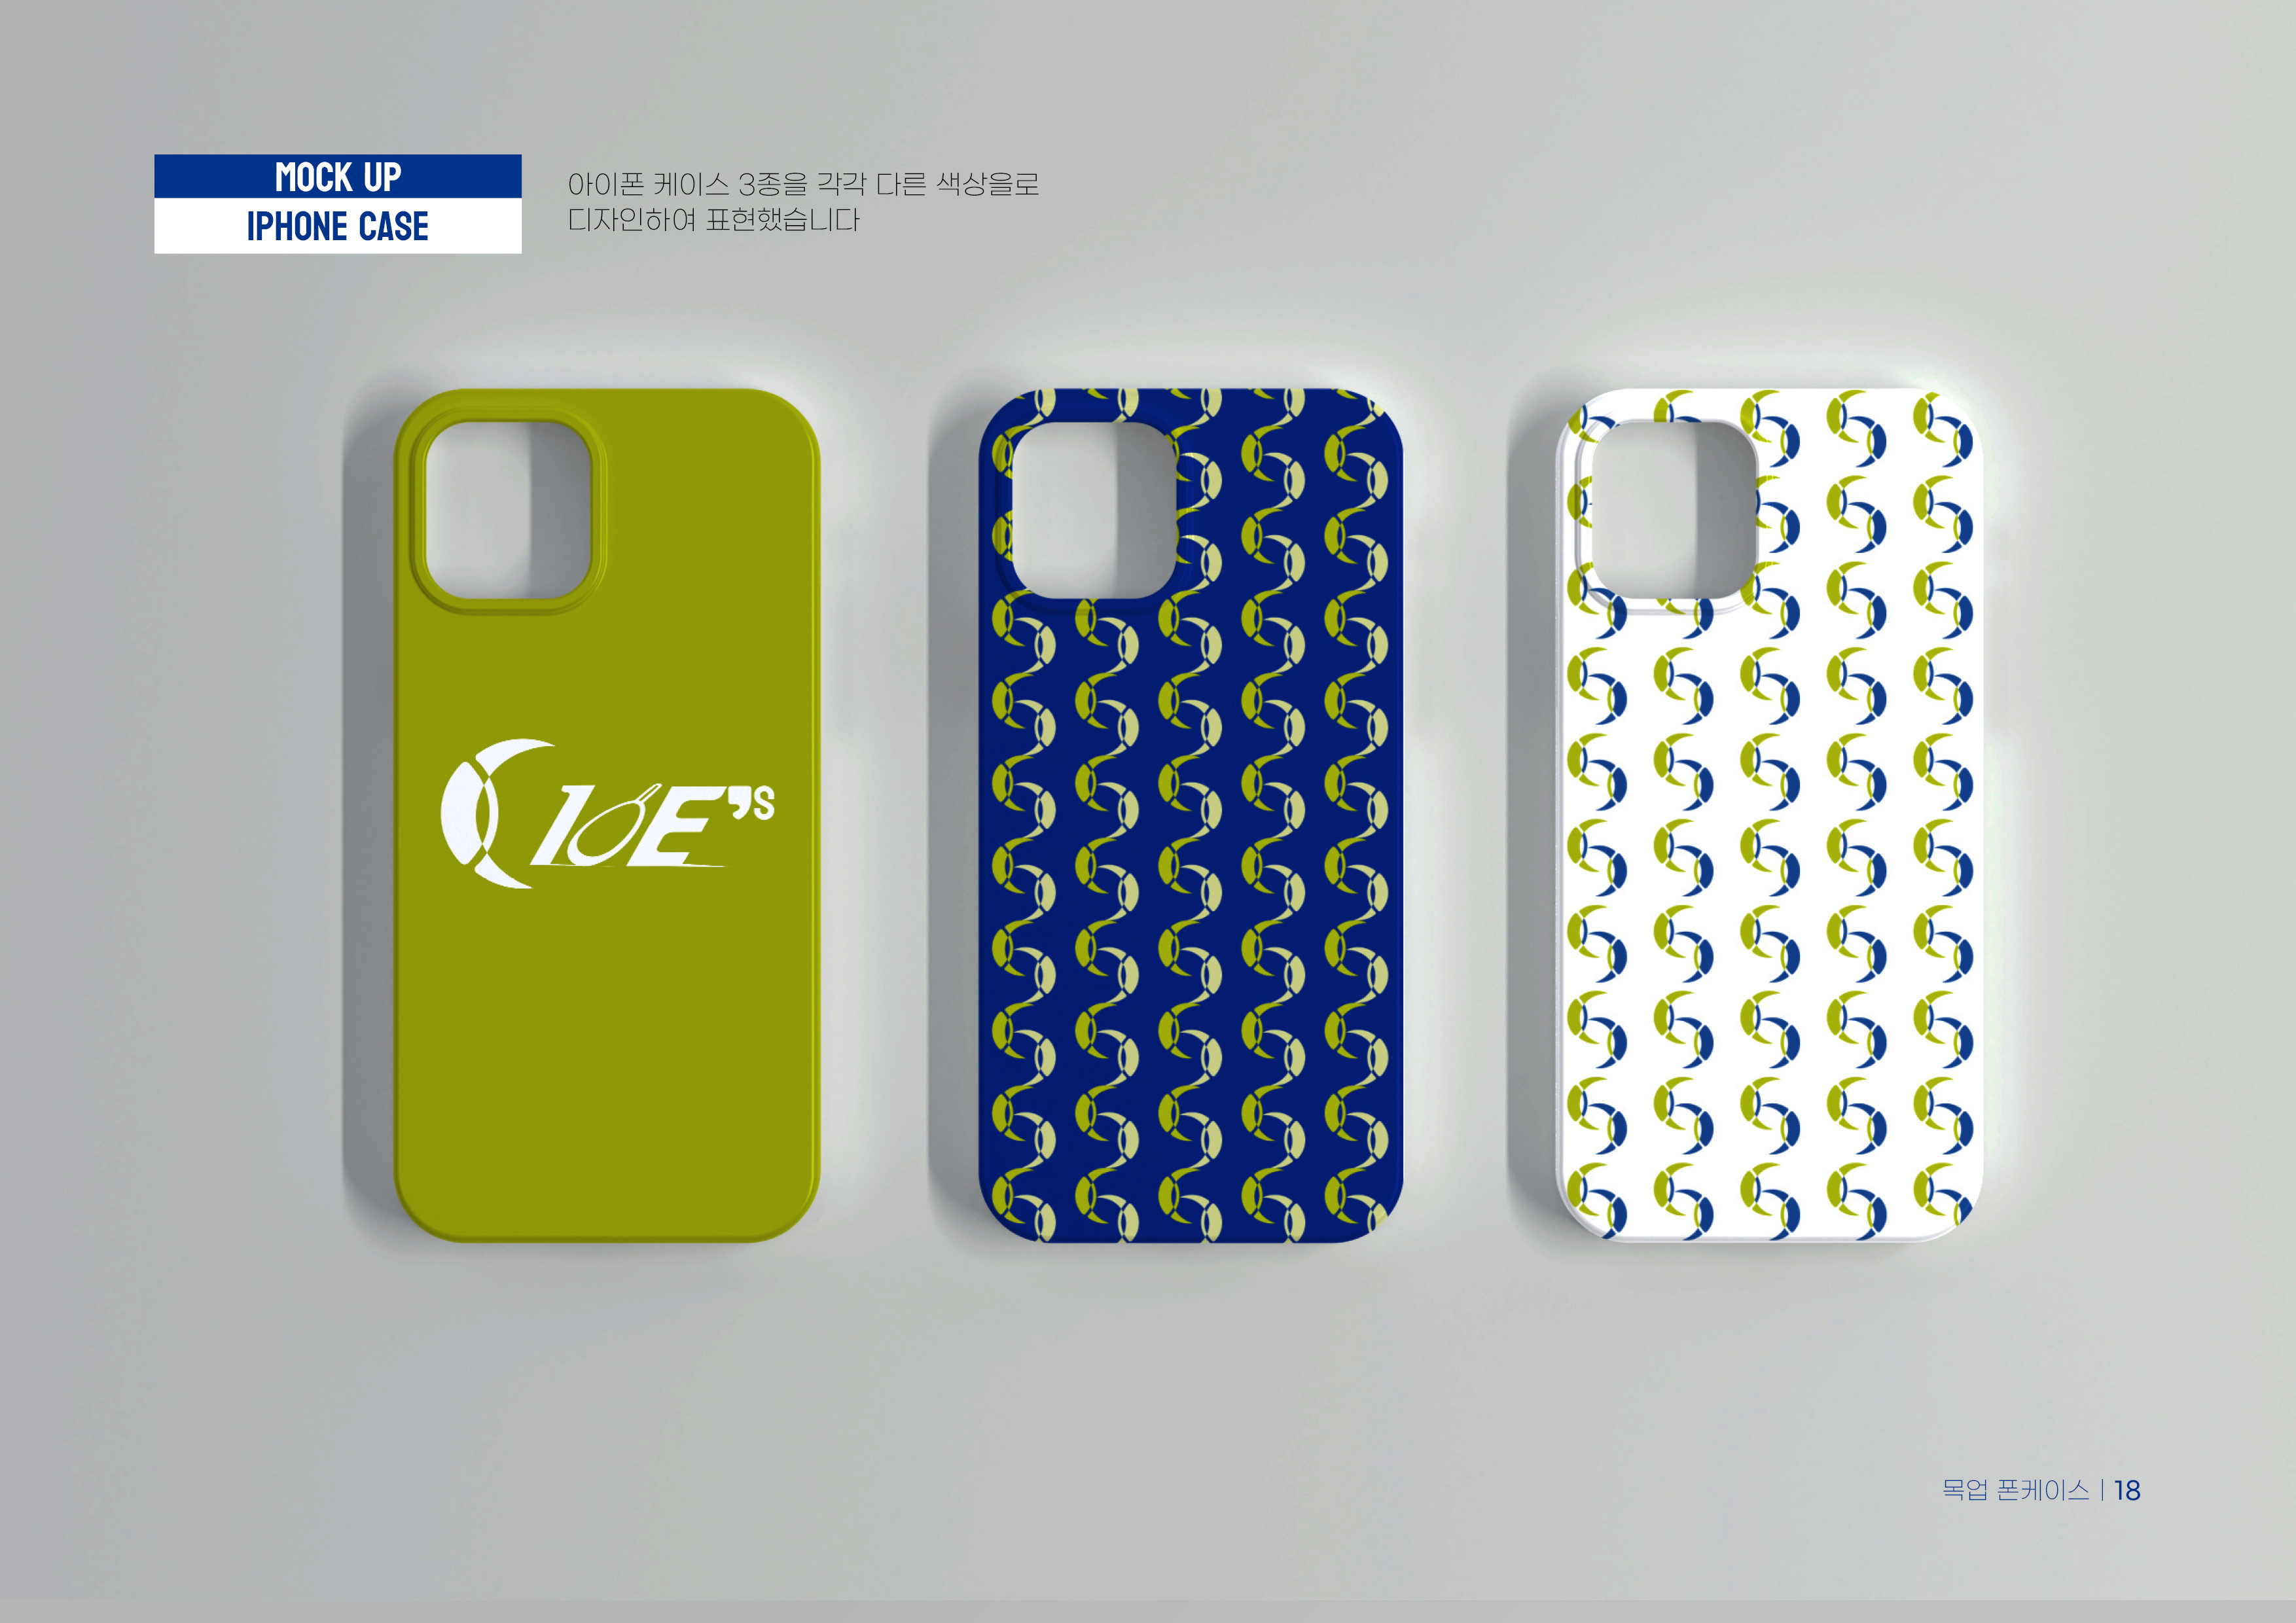 MOCK UP
IPHONE CASE
아이폰 케이스 3종을 각각 다른 색상을로
디자인하여 표현했습니다
목업 폰케이스 | 18